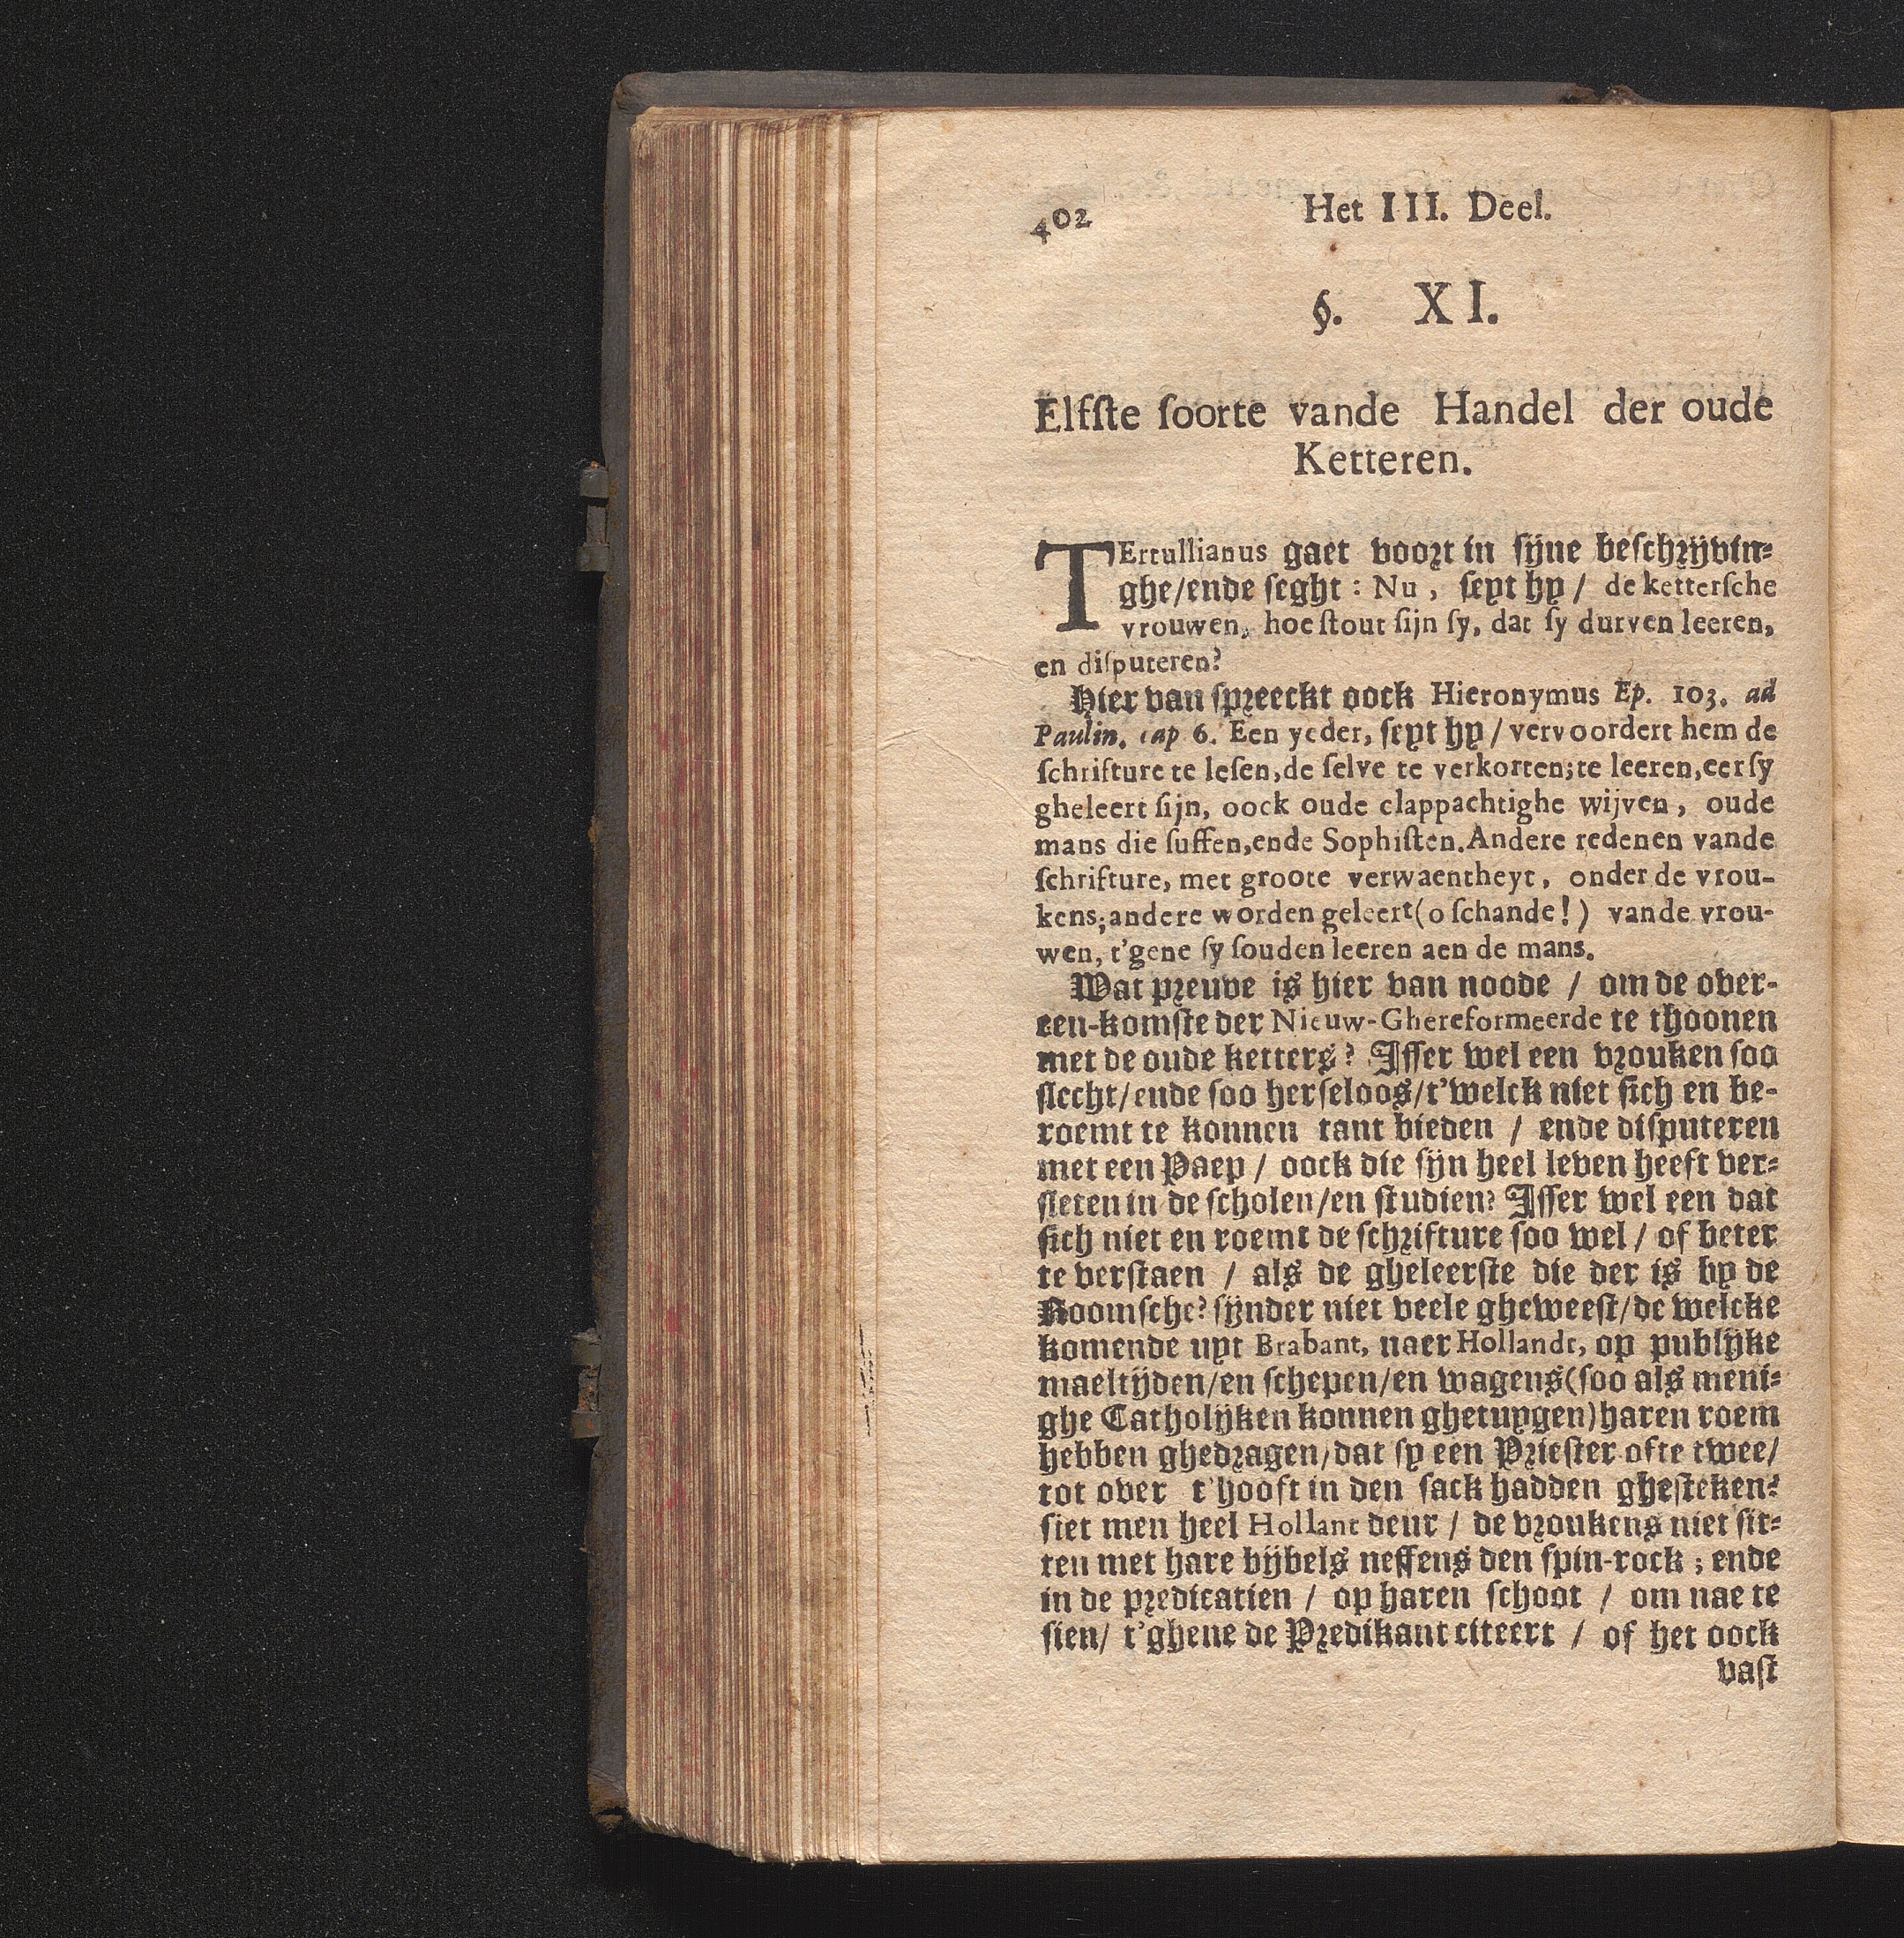 402 Het III. Deel.
§. XI.
Elfſte ſoorte vande Handel der oude
Ketteren.
TErtullianus gaet voort in ſijne beſchrijvin-
ghe/ende ſeght: Nu, ſeyt hy/ de ketterſche
vrouwen, hoe ſtout ſijn ſy, dat ſy durven leeren,
en diſputeren?
Hier van ſpreeckt oock Hieronymus Ep. 103. ad
Paulin. cap 6. Een yeder, ſeyt hy/ vervoordert hem de
ſchrifture te leſen, de ſelve te verkorten; te leeren, eer ſy
gheleert ſijn, oock oude clappachtighe wijven, oude
mans die ſuffen, ende Sophiſten. Andere redenen vande
ſchrifture, met groote verwaentheyt, onder de vrou-
kens; andere worden geleert (o ſchande!) vande vrou-
wen, t'gene ſy ſouden leeren aen de mans.
Wat preuve is hier van noode / om de over-
een-komſte der Nieuw-Ghereformeerde te thoonen
met de oude ketters? Iſſer wel een vrouken ſoo
ſlecht/ende ſoo herſeloos/t'welck niet ſich en be-
roemt te konnen tant bieden / ende diſputeren
met een Paep / oock die ſijn heel leven heeft ver-
ſleten in de ſcholen/en ſtudien? Iſſer wel een dat
ſich niet en roemt de ſchrifture ſoo wel / of beter
te verſtaen / als de gheleerſte die der is by de
Roomſche? ſijnder niet veele gheweeſt/de welcke
komende uyt Brabant, naer Hollandt, op publijke
maeltijden/en ſchepen/en wagens(ſoo als meni-
ghe Catholijken konnen ghetuygen)haren roem
hebben ghedragen/dat ſy een Prieſter ofte twee/
tot over t'hooft in den ſack hadden gheſteken?
ſiet men heel Hollant deur / de vroukens niet ſit-
ten met hare bijbels neffens den ſpin-rock; ende
in de predicatien / op haren ſchoot / om nae te
ſien/ t'ghene de Predikant citeert / of het oock
vaſt